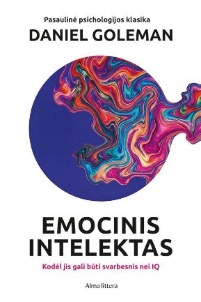 Pasaulinė psichologijos klasika
DANIEL GOLEMAN
EMOCINIS
INTELEKTAS
Kodėl jis gali būti svarbesnis nei IQ
Alma littera